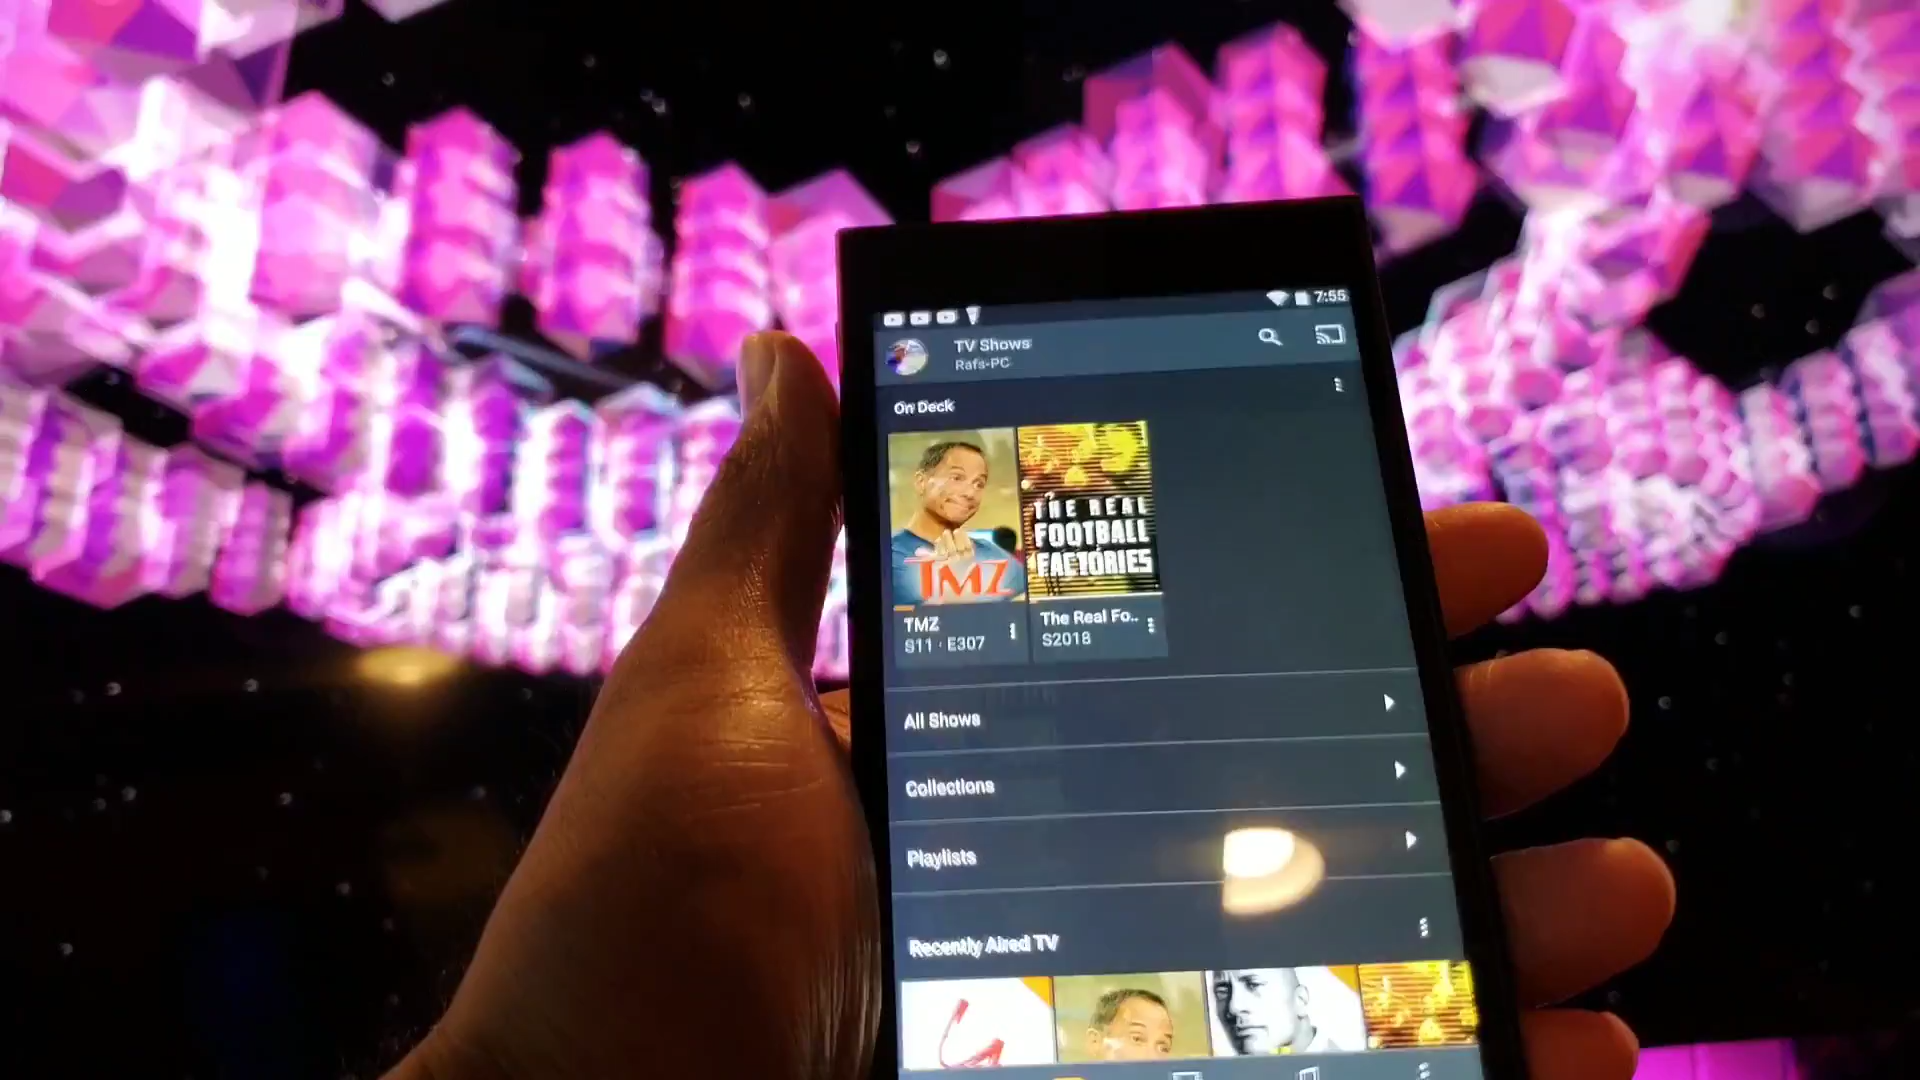 7:55
TV Shows
Rafs-PC
On Deck
TMZ
THE REAL
FOOTBALL
FACTORIES
TMZ
S11 · E307
The Real Fo..
S2018
All Shows
Collections
Playlists
Recently Aired TV